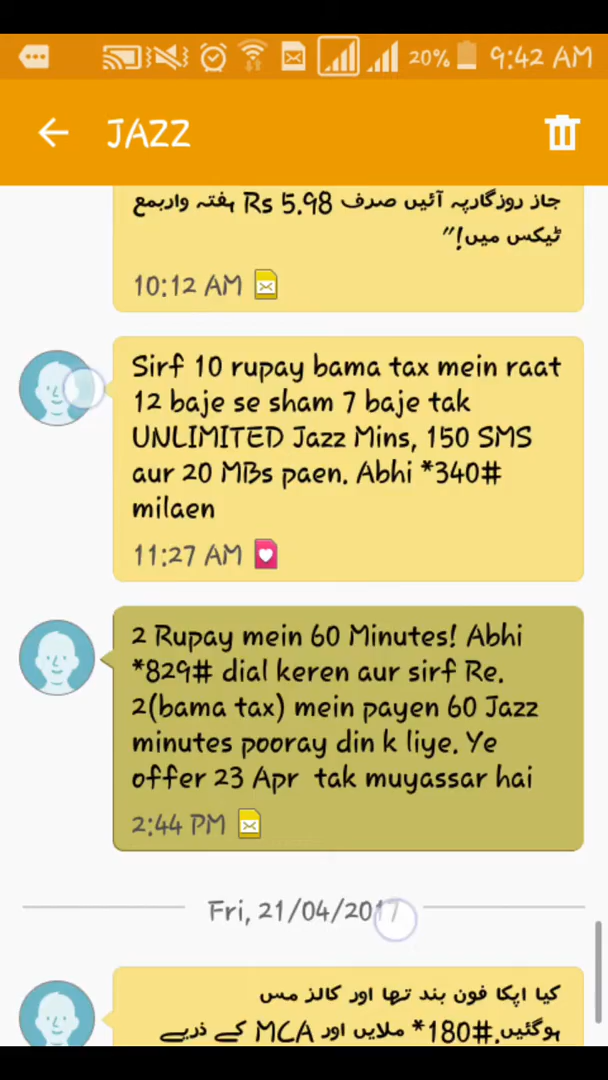 20% 9:42 AM
JAZZ
جاز روزگارپہ آئیں صرف Rs 5.98 ہفتہ واربمع
ٹیکس میں!"
10:12 AM
Sirf 10 rupay bama tax mein raat
12 baje se sham 7 baje tak
UNLIMITED Jazz Mins, 150 SMS
aur 20 MBs paen. Abhi *340#
milaen
11:27 AM
2 Rupay mein 60 Minutes! Abhi
*829# dial keren aur sirf Re.
2(bama tax) mein payen 60 Jazz
minutes pooray din k liye. Ye
offer 23 Apr tak muyassar hai
2:44 PM
Fri, 21/04/2017
کیا اپکا فون بند تھا اور کالز مس
ہوگئیں.#180* ملایں اور MCA کے ذریے